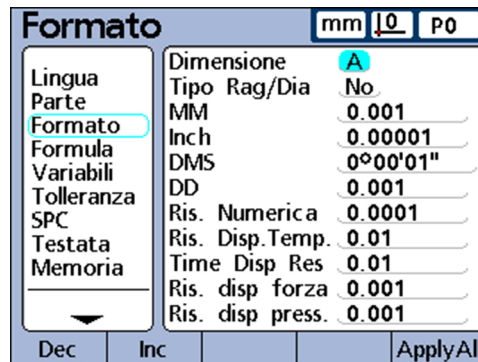 Formato mm 0 P0
Lingua
Parte
Formato
Formula
Variabili
Tolleranza
SPC
Testata
Memoria
Dimensione A
Tipo Rag/Dia No
MM 0.001
Inch 0.00001
DMS 0°00'01"
DD 0.001
Ris. Numerica 0.0001
Ris. Disp.Temp. 0.01
Time Disp Res 0.01
Ris. disp forza 0.001
Ris. disp press. 0.001
Dec Inc ApplyAl